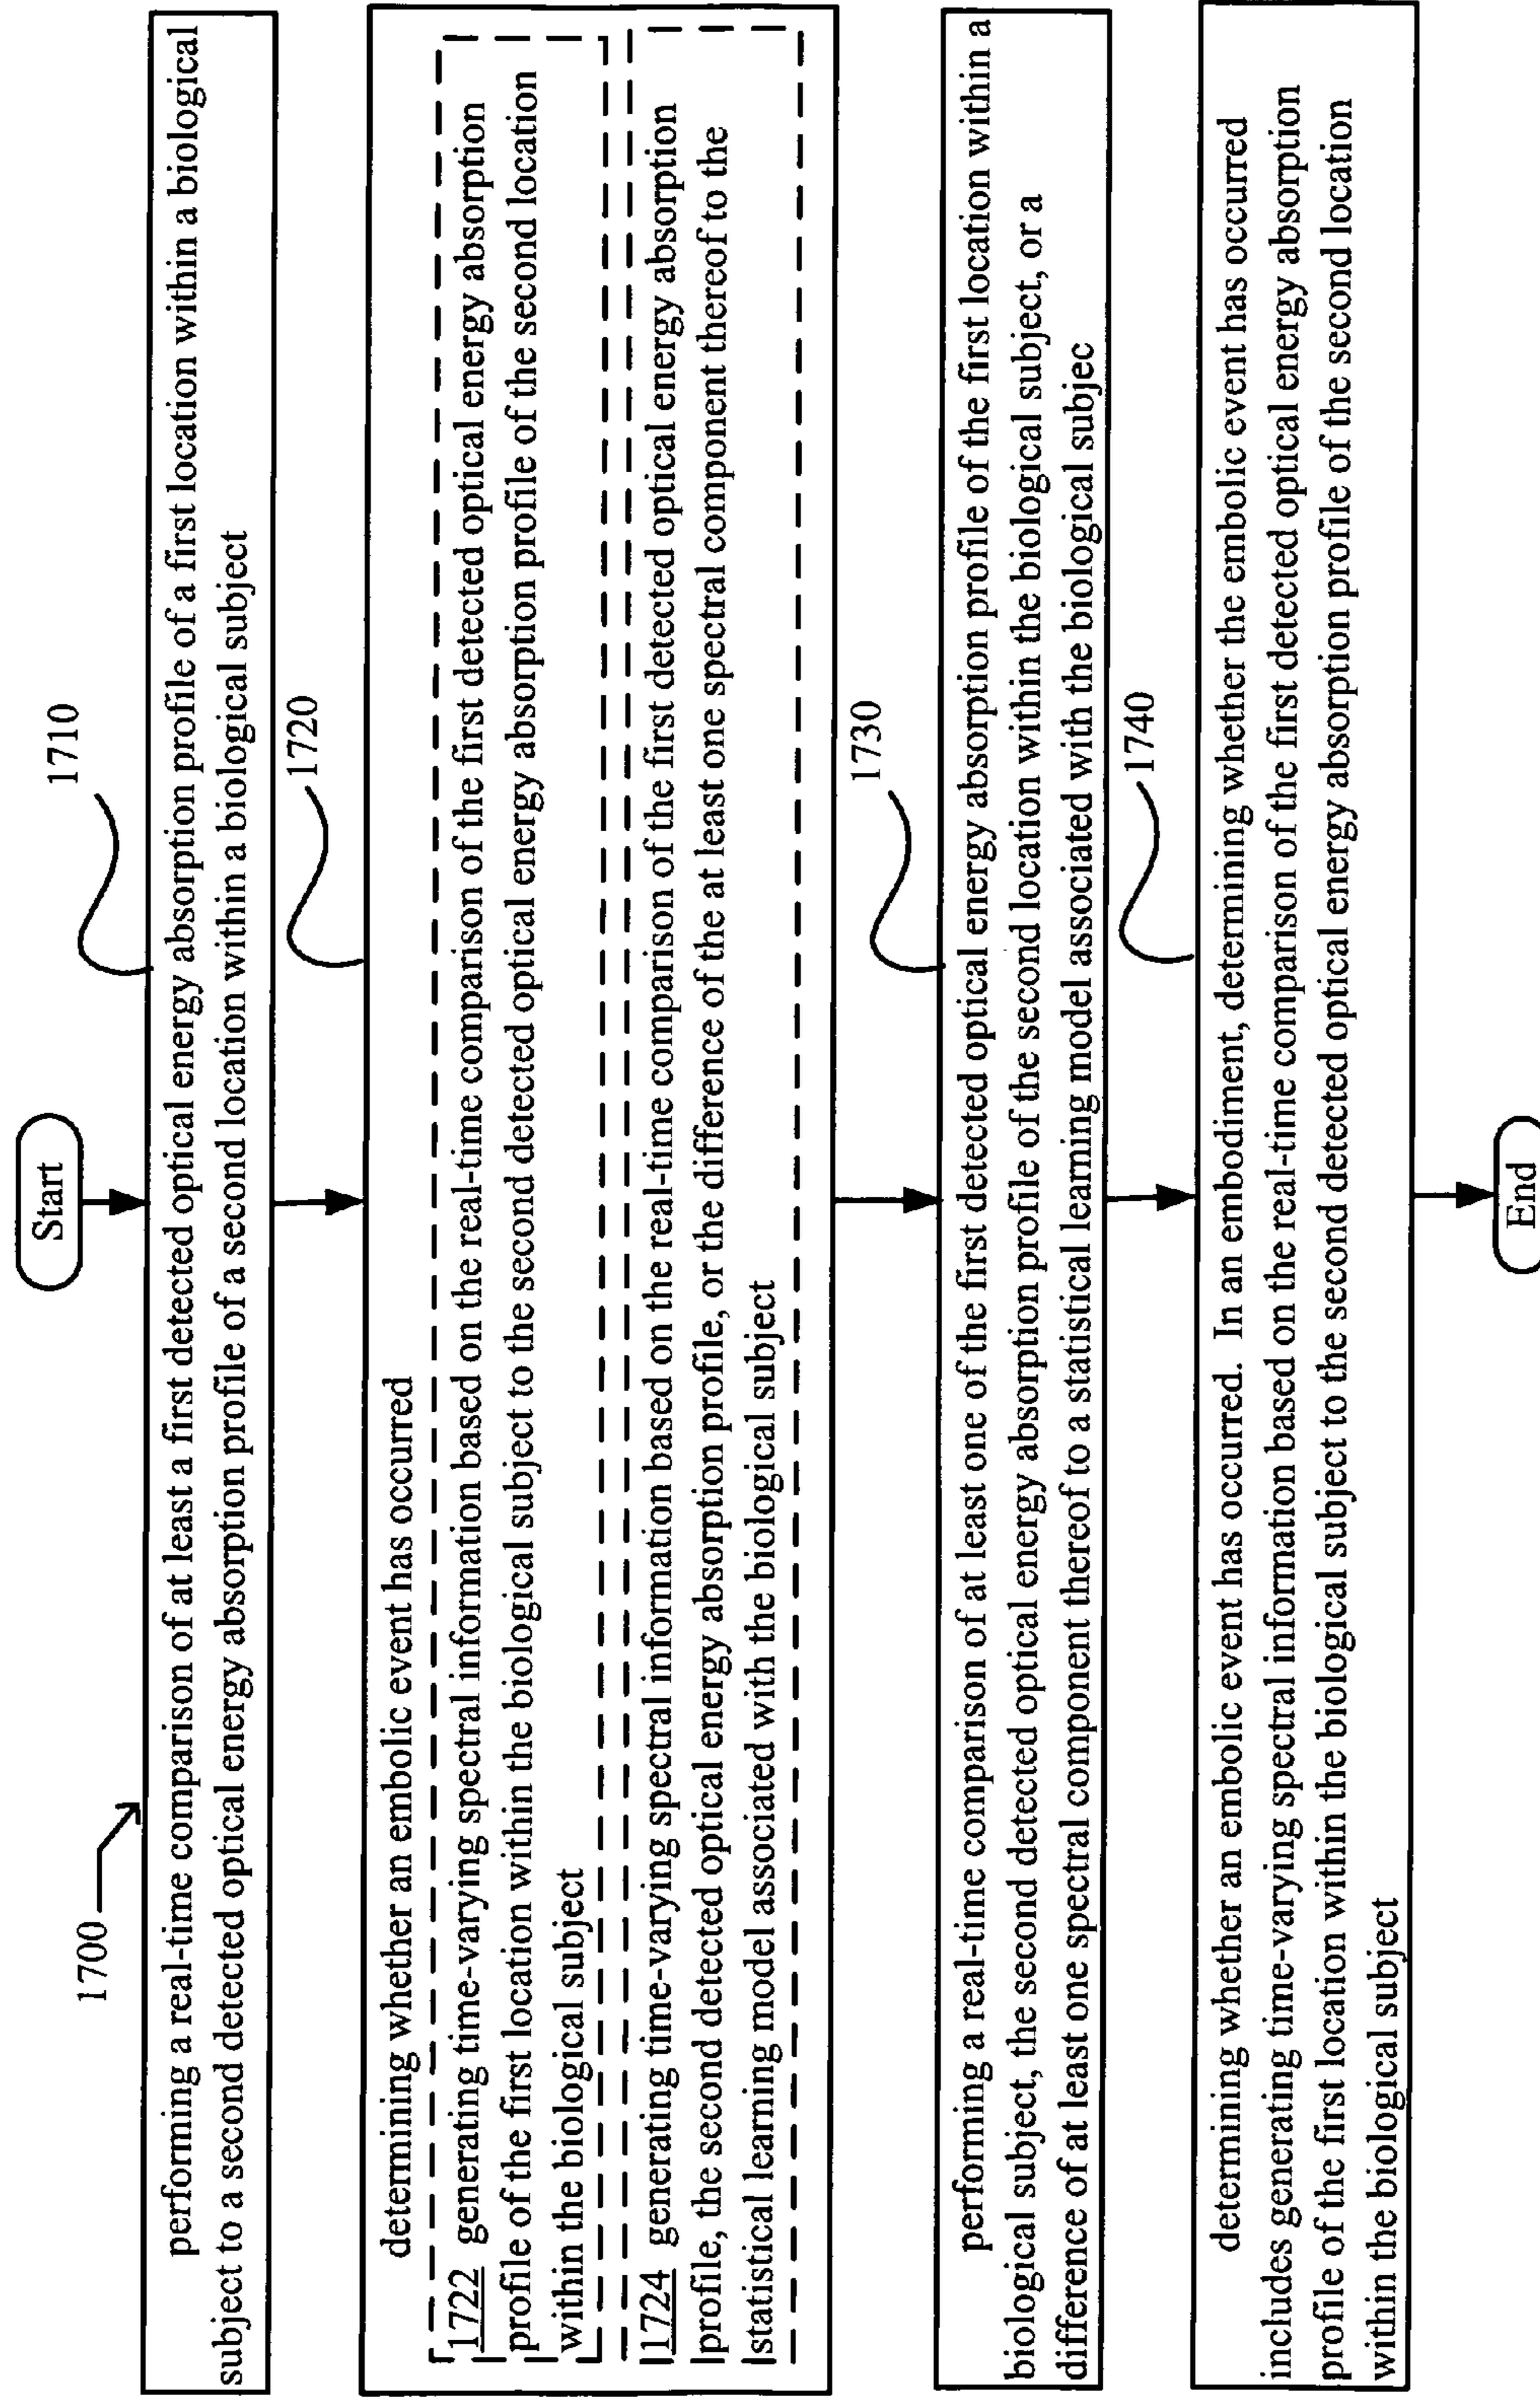 Start
1700
1710
performing a real-time comparison of at least a first detected optical energy absorption profile of a first location within a biological
subject to a second detected optical energy absorption profile of a second location within a biological subject
1720
determining whether an embolic event has occurred
1722 generating time-varying spectral information based on the real-time comparison of the first detected optical energy absorption
profile of the first location within the biological subject to the second detected optical energy absorption profile of the second location
within the biological subject
1724 generating time-varying spectral information based on the real-time comparison of the first detected optical energy absorption
profile, the second detected optical energy absorption profile, or the difference of the at least one spectral component thereof to the
statistical learning model associated with the biological subject
1730
performing a real-time comparison of at least one of the first detected optical energy absorption profile of the first location within a
biological subject, the second detected optical energy absorption profile of the second location within the biological subject, or a
difference of at least one spectral component thereof to a statistical learning model associated with the biological subjec
1740
determining whether an embolic event has occurred. In an embodiment, determining whether the embolic event has occurred
includes generating time-varying spectral information based on the real-time comparison of the first detected optical energy absorption
profile of the first location within the biological subject to the second detected optical energy absorption profile of the second location
within the biological subject
End